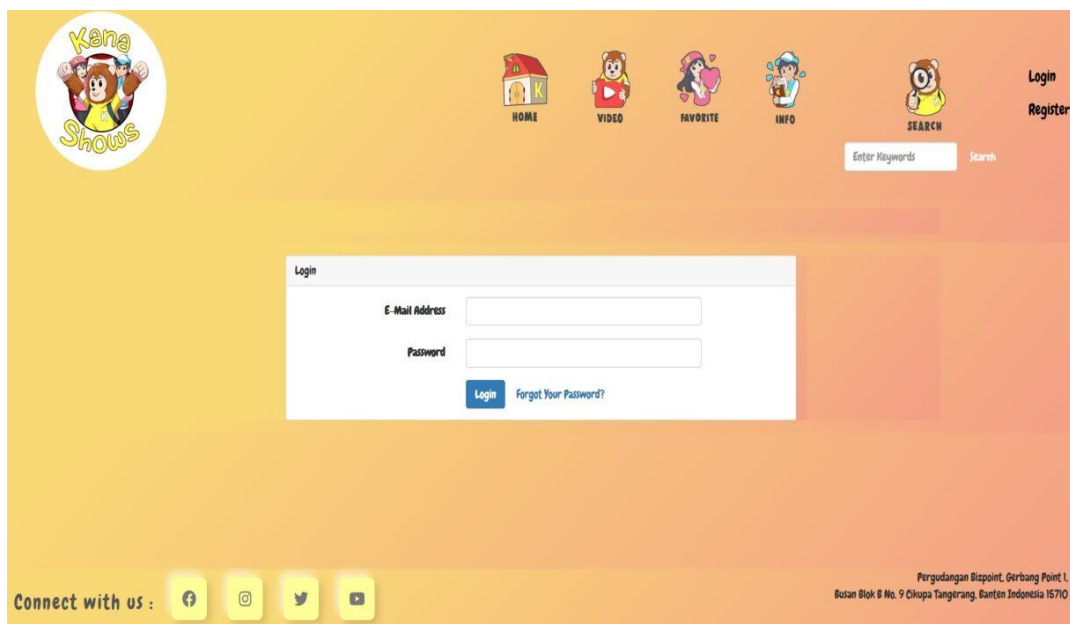 Kana
Shows
K
HOME
VIDEO
FAVORITE
INFO
SEARCH
Login
Register
Enter Keywords
Search
Login
E-Mail Address
Password
Login
Forgot Your Password?
Connect with us :
Pergudangan Bizpoint, Gerbang Point 1,
Busan Blok B No. 9 Cikupa Tangerang, Banten Indonesia 15710